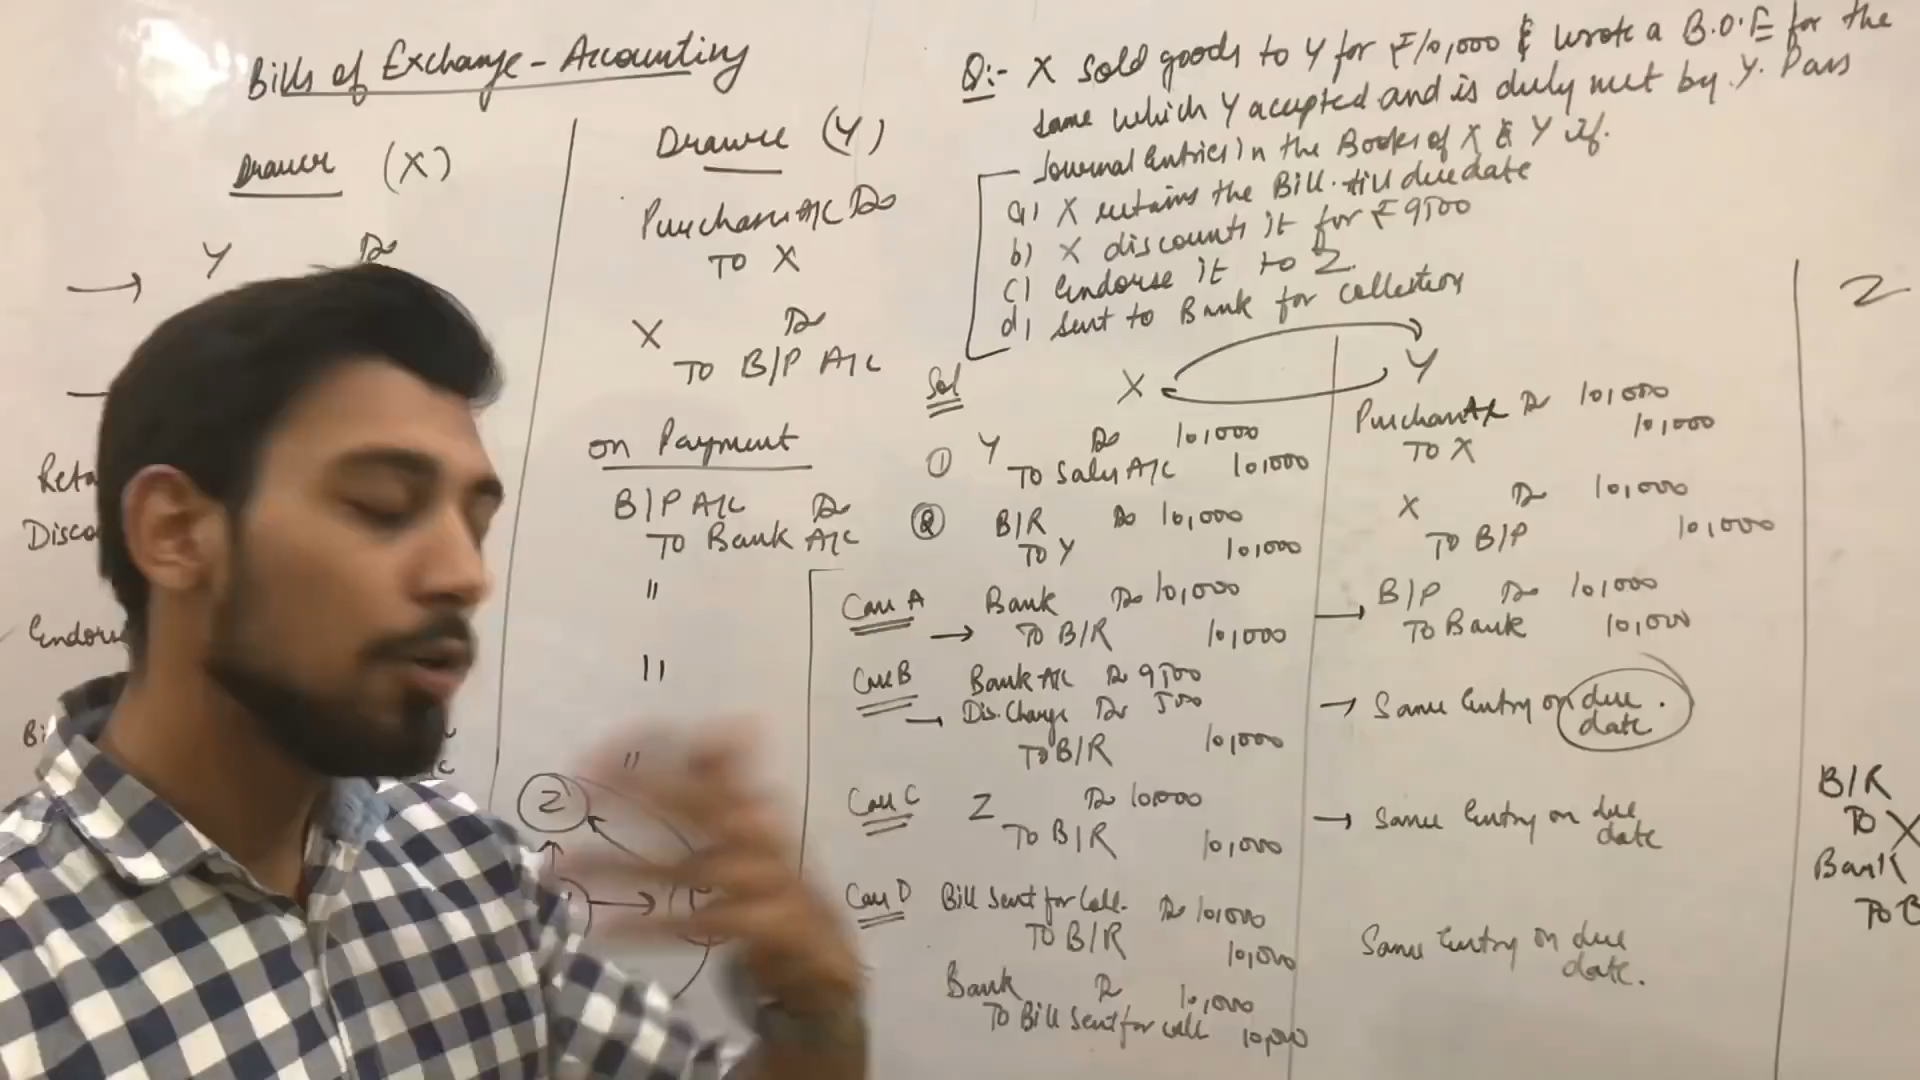 Bills of Exchange - Accounting
Drawer (X)
Y Dr
Reta
Disco
Endors
Bi
Drawee (Y)
Purchases A/c Dr
To X
X Dr
To B/P A/c
on Payment
B/P A/c Dr
To Bank A/c
"
"
"
Z
Q:- X sold goods to Y for ₹10,000 & wrote a B.O.E for the
same which Y accepted and is duly met by Y. Pass
Journal Entries in the Books of X & Y if.
a) X retains the Bill till due date
b) X discounts it for ₹9500
c) Endorse it to Z.
d) Sent to Bank for collection
Sol
X
① Y Dr 10,000
To Sales A/c 10,000
② B/R Dr 10,000
To Y 10,000
Case A Bank Dr 10,000
To B/R 10,000
Case B Bank A/c Dr 9500
Dis. Charge Dr 500
To B/R 10,000
Case C Z Dr 10000
To B/R 10,000
Case D Bill sent for Coll. Dr 10,000
To B/R 10,000
Bank Dr 10,000
To Bill sent for coll 10,000
Y
Purchase A/c Dr 10,000
To X 10,000
X Dr 10,000
To B/P 10,000
B/P Dr 10,000
To Bank 10,000
Same Entry on due
date.
Same Entry on due
date
Same Entry on due
date.
Z
B/R
To X
Bank
To B